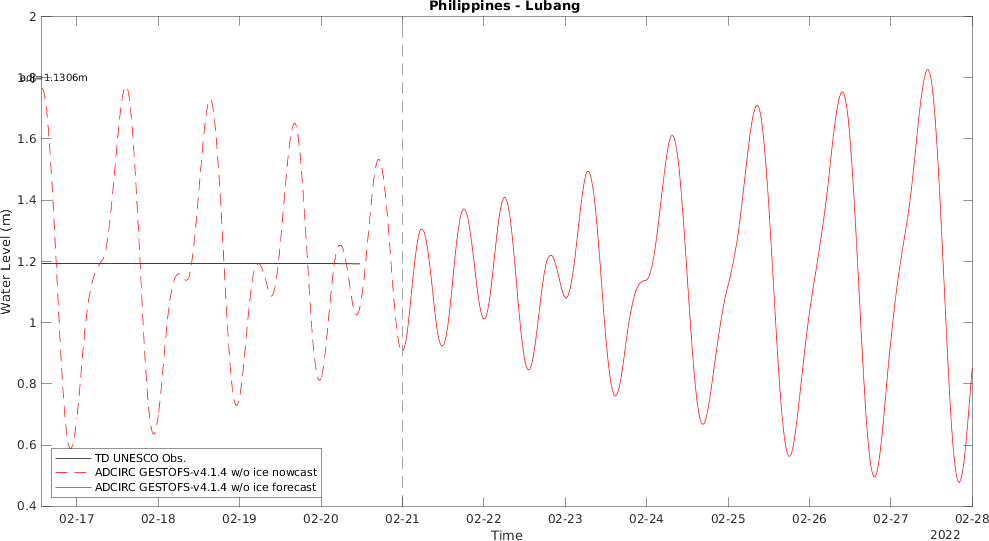 Philippines - Lubang
2
1.8
1.1306m
1.6
1.4
1.2
1
0.8
0.6
0.4
Water Level (m)
TD UNESCO Obs.
ADCIRC GESTOFS-v4.1.4 w/o ice nowcast
ADCIRC GESTOFS-v4.1.4 w/o ice forecast
02-17 02-18 02-19 02-20 02-21 02-22 02-23 02-24 02-25 02-26 02-27 02-28
Time
2022